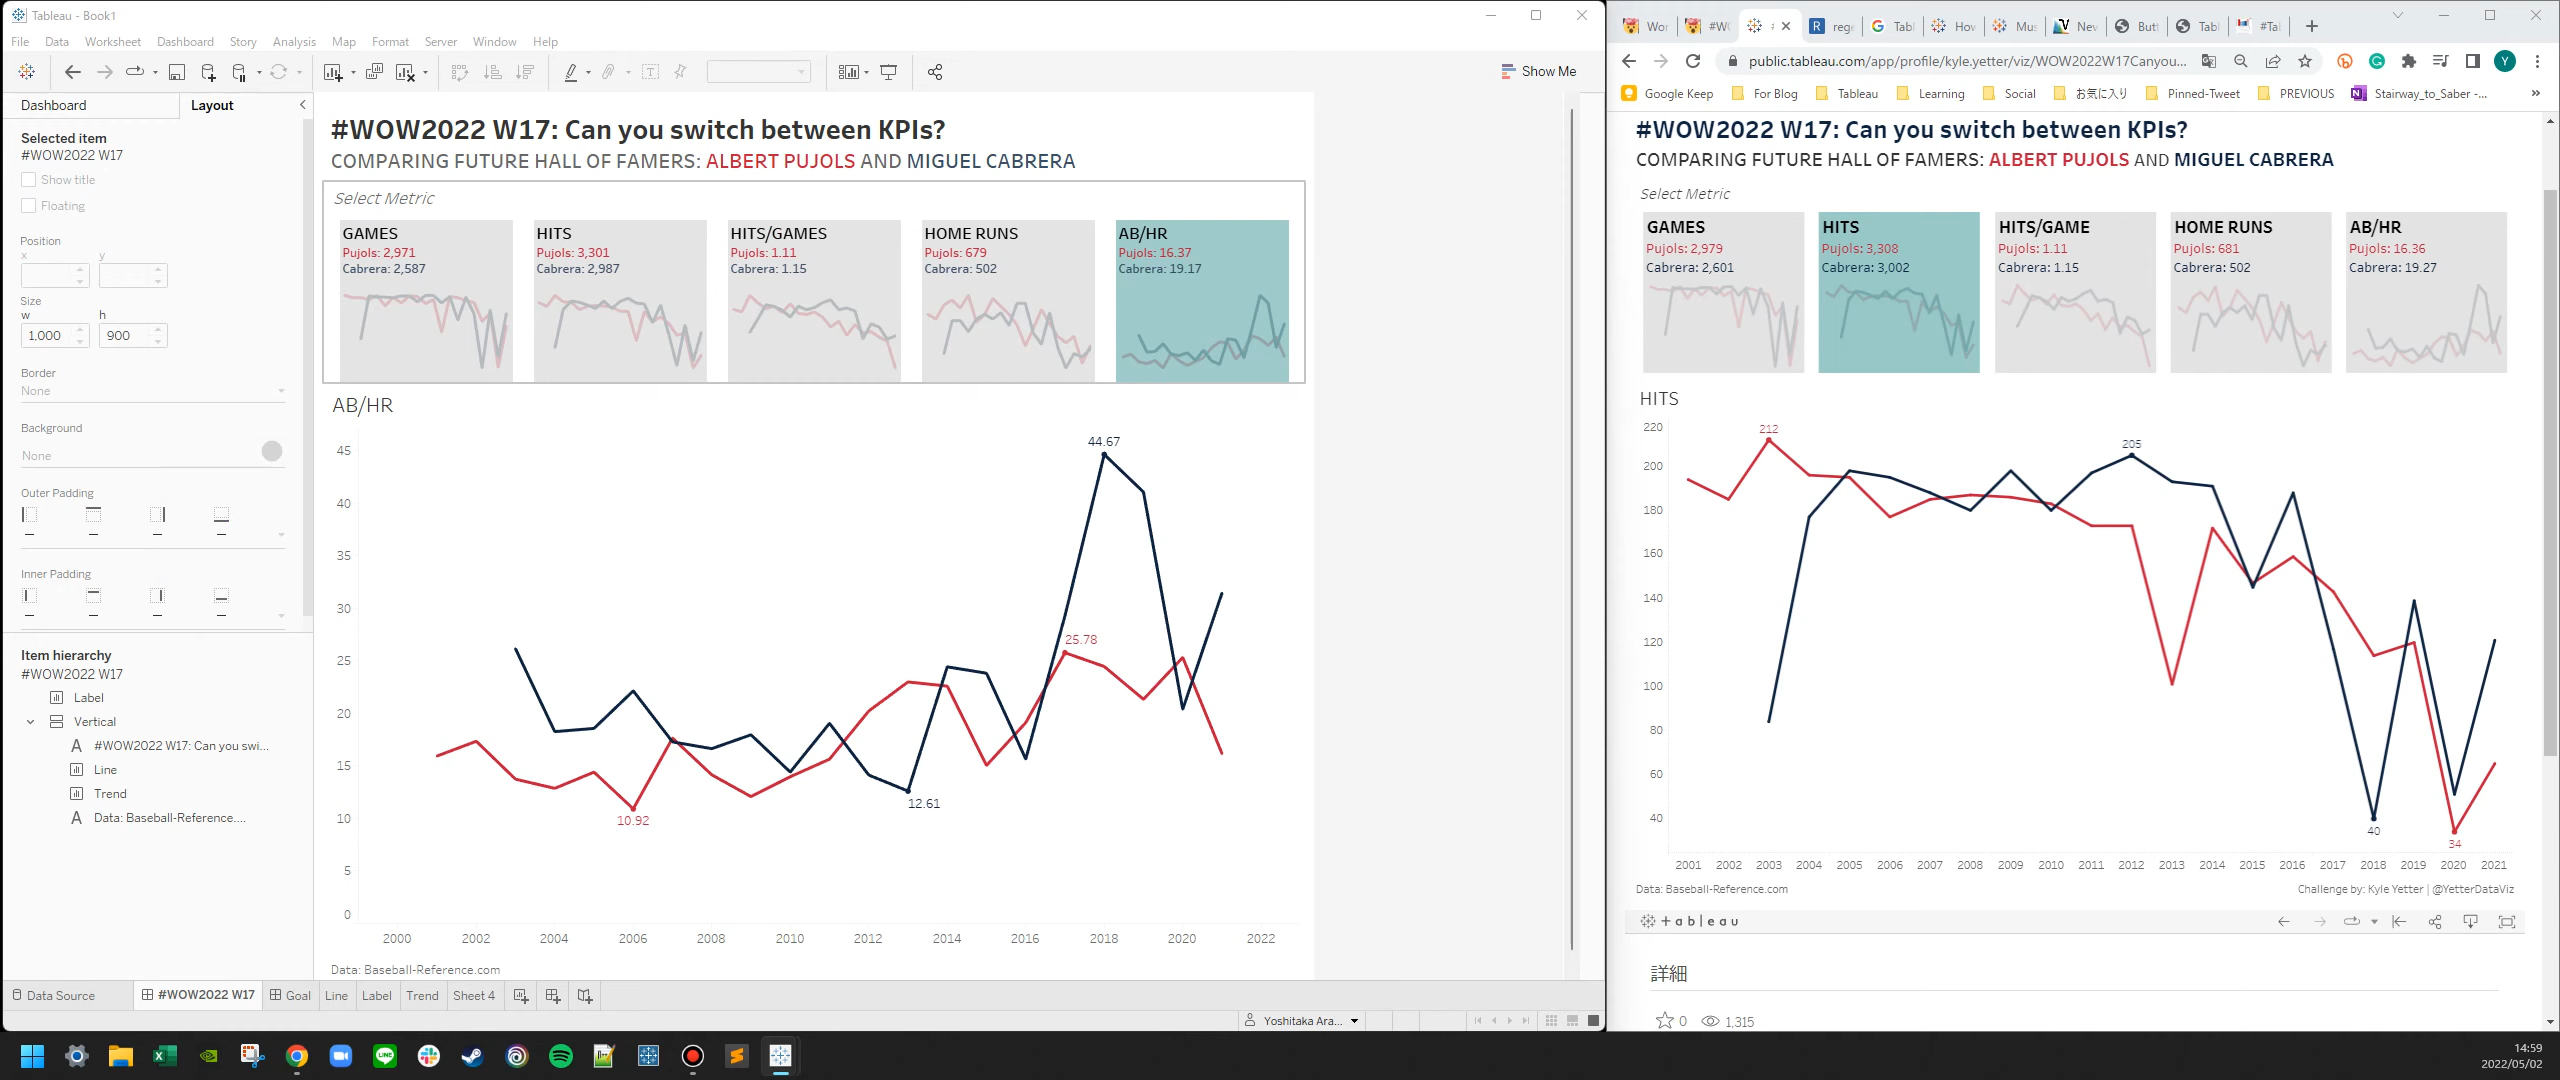 Tableau - Book1
File Data Worksheet Dashboard Story Analysis Map Format Server Window Help
Show Me
Dashboard Layout
Selected item
#WOW2022 W17
Show title
Floating
Position
x y
Size
w h
1,000 900
Border
None
Background
None
Outer Padding
Inner Padding
Item hierarchy
#WOW2022 W17
Label
Vertical
#WOW2022 W17: Can you swi...
Line
Trend
Data: Baseball-Reference....
#WOW2022 W17: Can you switch between KPIs?
COMPARING FUTURE HALL OF FAMERS: ALBERT PUJOLS AND MIGUEL CABRERA
Select Metric
GAMES
Pujols: 2,971
Cabrera: 2,587
HITS
Pujols: 3,301
Cabrera: 2,987
HITS/GAMES
Pujols: 1.11
Cabrera: 1.15
HOME RUNS
Pujols: 679
Cabrera: 502
AB/HR
Pujols: 16.37
Cabrera: 19.17
AB/HR
45
40
35
30
25
20
15
10
5
0
44.67
25.78
12.61
10.92
2000 2002 2004 2006 2008 2010 2012 2014 2016 2018 2020 2022
Data: Baseball-Reference.com
Data Source #WOW2022 W17 Goal Line Label Trend Sheet 4
Yoshitaka Ara...
Wor #WO # rege Tabl How Mus Nev But Tabl #Tal
public.tableau.com/app/profile/kyle.yetter/viz/WOW2022W17Canyou...
Y
Google Keep For Blog Tableau Learning Social お気に入り Pinned-Tweet PREVIOUS Stairway_to_Saber -...
#WOW2022 W17: Can you switch between KPIs?
COMPARING FUTURE HALL OF FAMERS: ALBERT PUJOLS AND MIGUEL CABRERA
Select Metric
GAMES
Pujols: 2,979
Cabrera: 2,601
HITS
Pujols: 3,308
Cabrera: 3,002
HITS/GAME
Pujols: 1.11
Cabrera: 1.15
HOME RUNS
Pujols: 681
Cabrera: 502
AB/HR
Pujols: 16.36
Cabrera: 19.27
HITS
220
200
180
160
140
120
100
80
60
40
212
205
40
34
2001 2002 2003 2004 2005 2006 2007 2008 2009 2010 2011 2012 2013 2014 2015 2016 2017 2018 2019 2020 2021
Data: Baseball-Reference.com
Challenge by: Kyle Yetter | @YetterDataViz
+ableau
詳細
0 1,315
14:59
2022/05/02